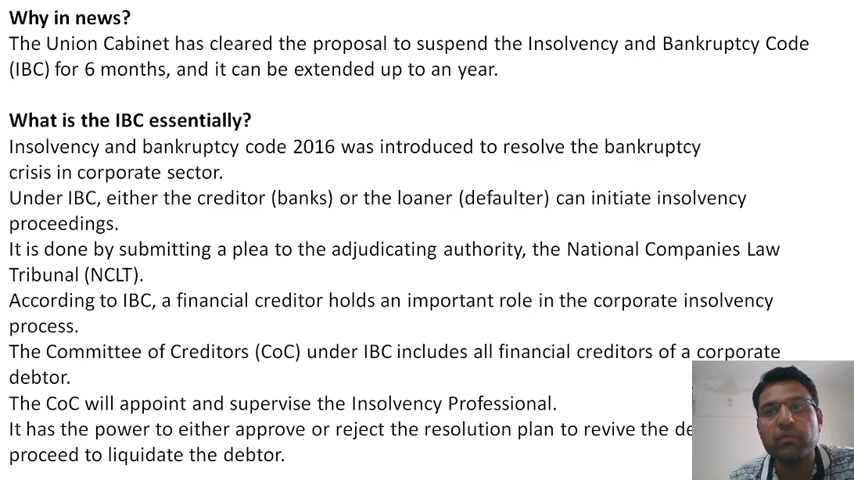 Why in news?
The Union Cabinet has cleared the proposal to suspend the Insolvency and Bankruptcy Code
(IBC) for 6 months, and it can be extended up to an year.
What is the IBC essentially?
Insolvency and bankruptcy code 2016 was introduced to resolve the bankruptcy
crisis in corporate sector.
Under IBC, either the creditor (banks) or the loaner (defaulter) can initiate insolvency
proceedings.
It is done by submitting a plea to the adjudicating authority, the National Companies Law
Tribunal (NCLT).
According to IBC, a financial creditor holds an important role in the corporate insolvency
process.
The Committee of Creditors (CoC) under IBC includes all financial creditors of a corporate
debtor.
The CoC will appoint and supervise the Insolvency Professional.
It has the power to either approve or reject the resolution plan to revive the
proceed to liquidate the debtor.